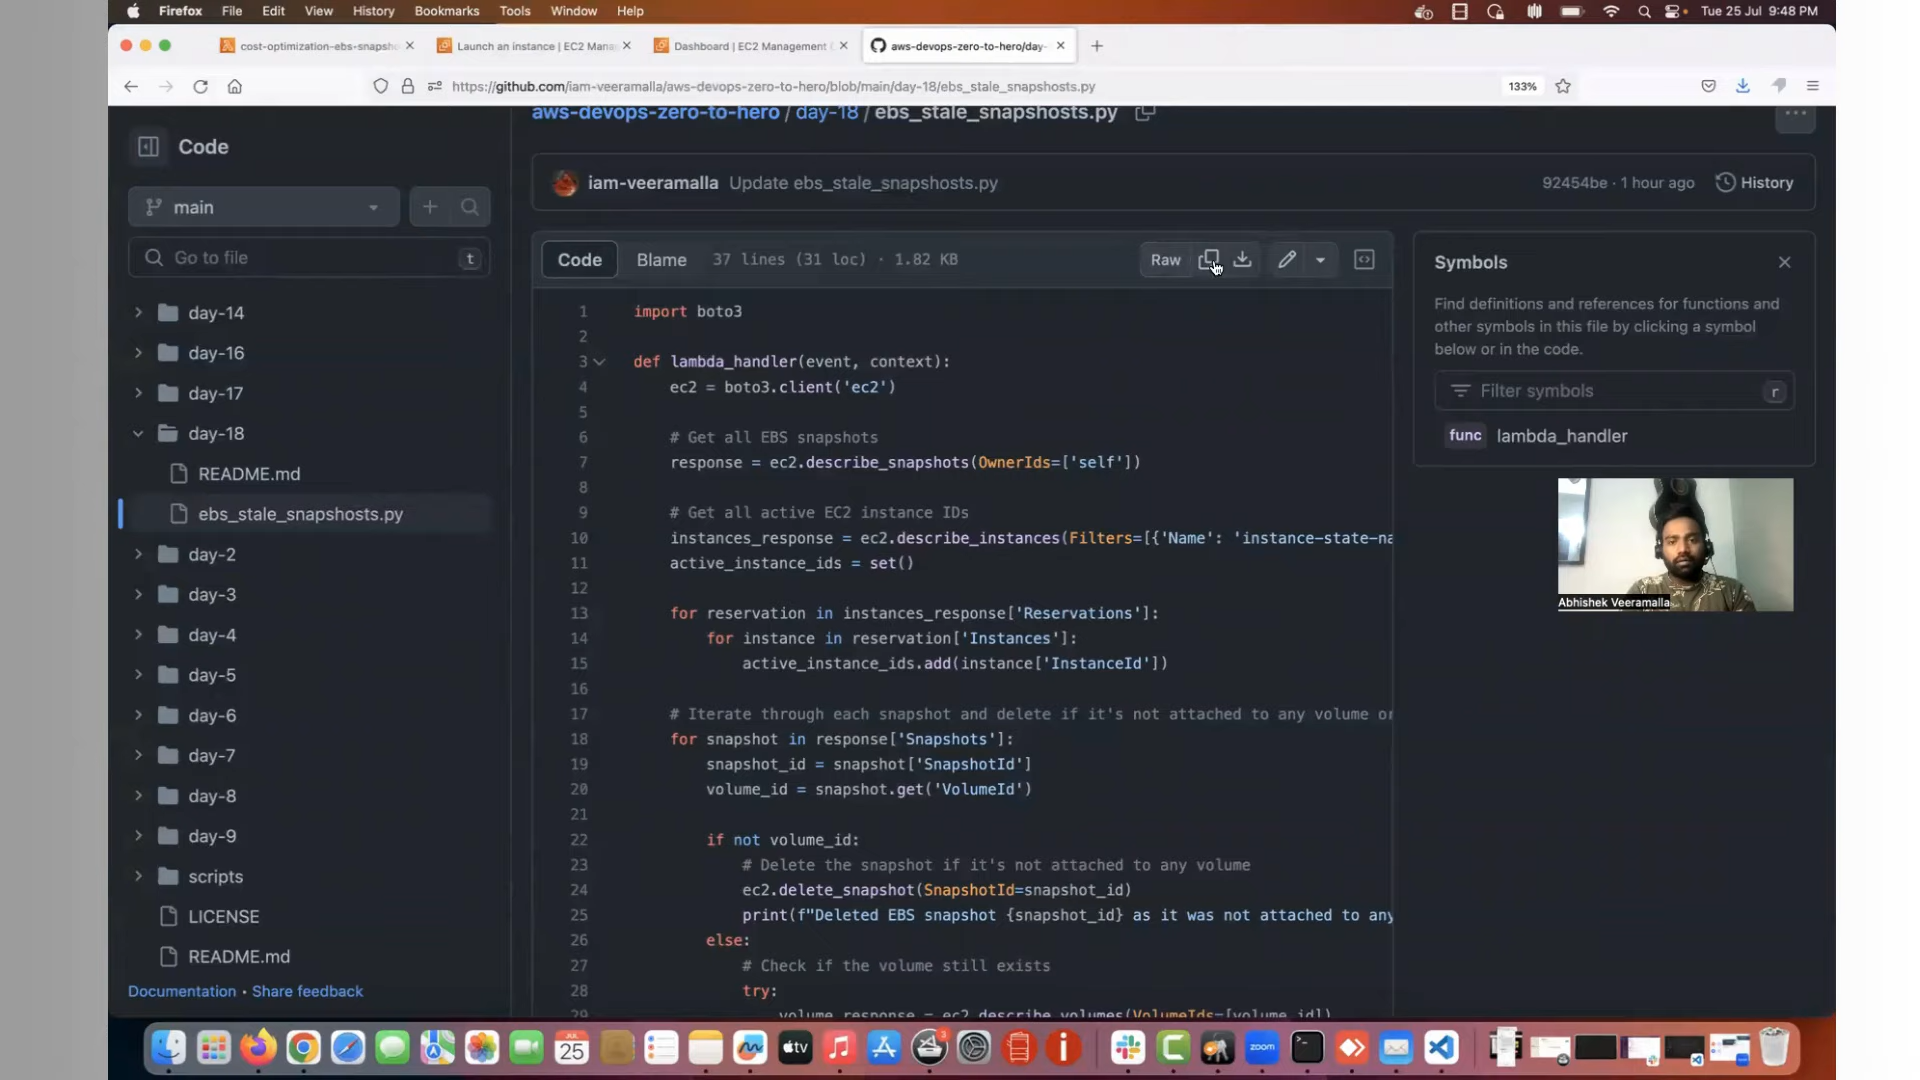 Firefox File Edit View History Bookmarks Tools Window Help
Tue 25 Jul 9:48 PM
cost-optimization-ebs-snapsh
Launch an instance | EC2 Mana
Dashboard | EC2 Management
aws-devops-zero-to-hero/day-
https://github.com/iam-veeramalla/aws-devops-zero-to-hero/blob/main/day-18/ebs_stale_snapshosts.py
133%
aws-devops-zero-to-hero / day-18 / ebs_stale_snapshosts.py
Code
iam-veeramalla Update ebs_stale_snapshosts.py
92454be · 1 hour ago
History
main
Go to file
t
day-14
day-16
day-17
day-18
README.md
ebs_stale_snapshosts.py
day-2
day-3
day-4
day-5
day-6
day-7
day-8
day-9
scripts
LICENSE
README.md
Documentation • Share feedback
Code Blame 37 lines (31 loc) · 1.82 KB
Raw
1 import boto3
2
3 def lambda_handler(event, context):
4 ec2 = boto3.client('ec2')
5
6 # Get all EBS snapshots
7 response = ec2.describe_snapshots(OwnerIds=['self'])
8
9 # Get all active EC2 instance IDs
10 instances_response = ec2.describe_instances(Filters=[{'Name': 'instance-state-na
11 active_instance_ids = set()
12
13 for reservation in instances_response['Reservations']:
14 for instance in reservation['Instances']:
15 active_instance_ids.add(instance['InstanceId'])
16
17 # Iterate through each snapshot and delete if it's not attached to any volume or
18 for snapshot in response['Snapshots']:
19 snapshot_id = snapshot['SnapshotId']
20 volume_id = snapshot.get('VolumeId')
21
22 if not volume_id:
23 # Delete the snapshot if it's not attached to any volume
24 ec2.delete_snapshot(SnapshotId=snapshot_id)
25 print(f"Deleted EBS snapshot {snapshot_id} as it was not attached to any
26 else:
27 # Check if the volume still exists
28 try:
29 volume_response = ec2.describe_volumes(VolumeIds=[volume_id])
Symbols
Find definitions and references for functions and
other symbols in this file by clicking a symbol
below or in the code.
Filter symbols
r
func lambda_handler
Abhishek Veeramalla
JUL
25
tv
3
zoom